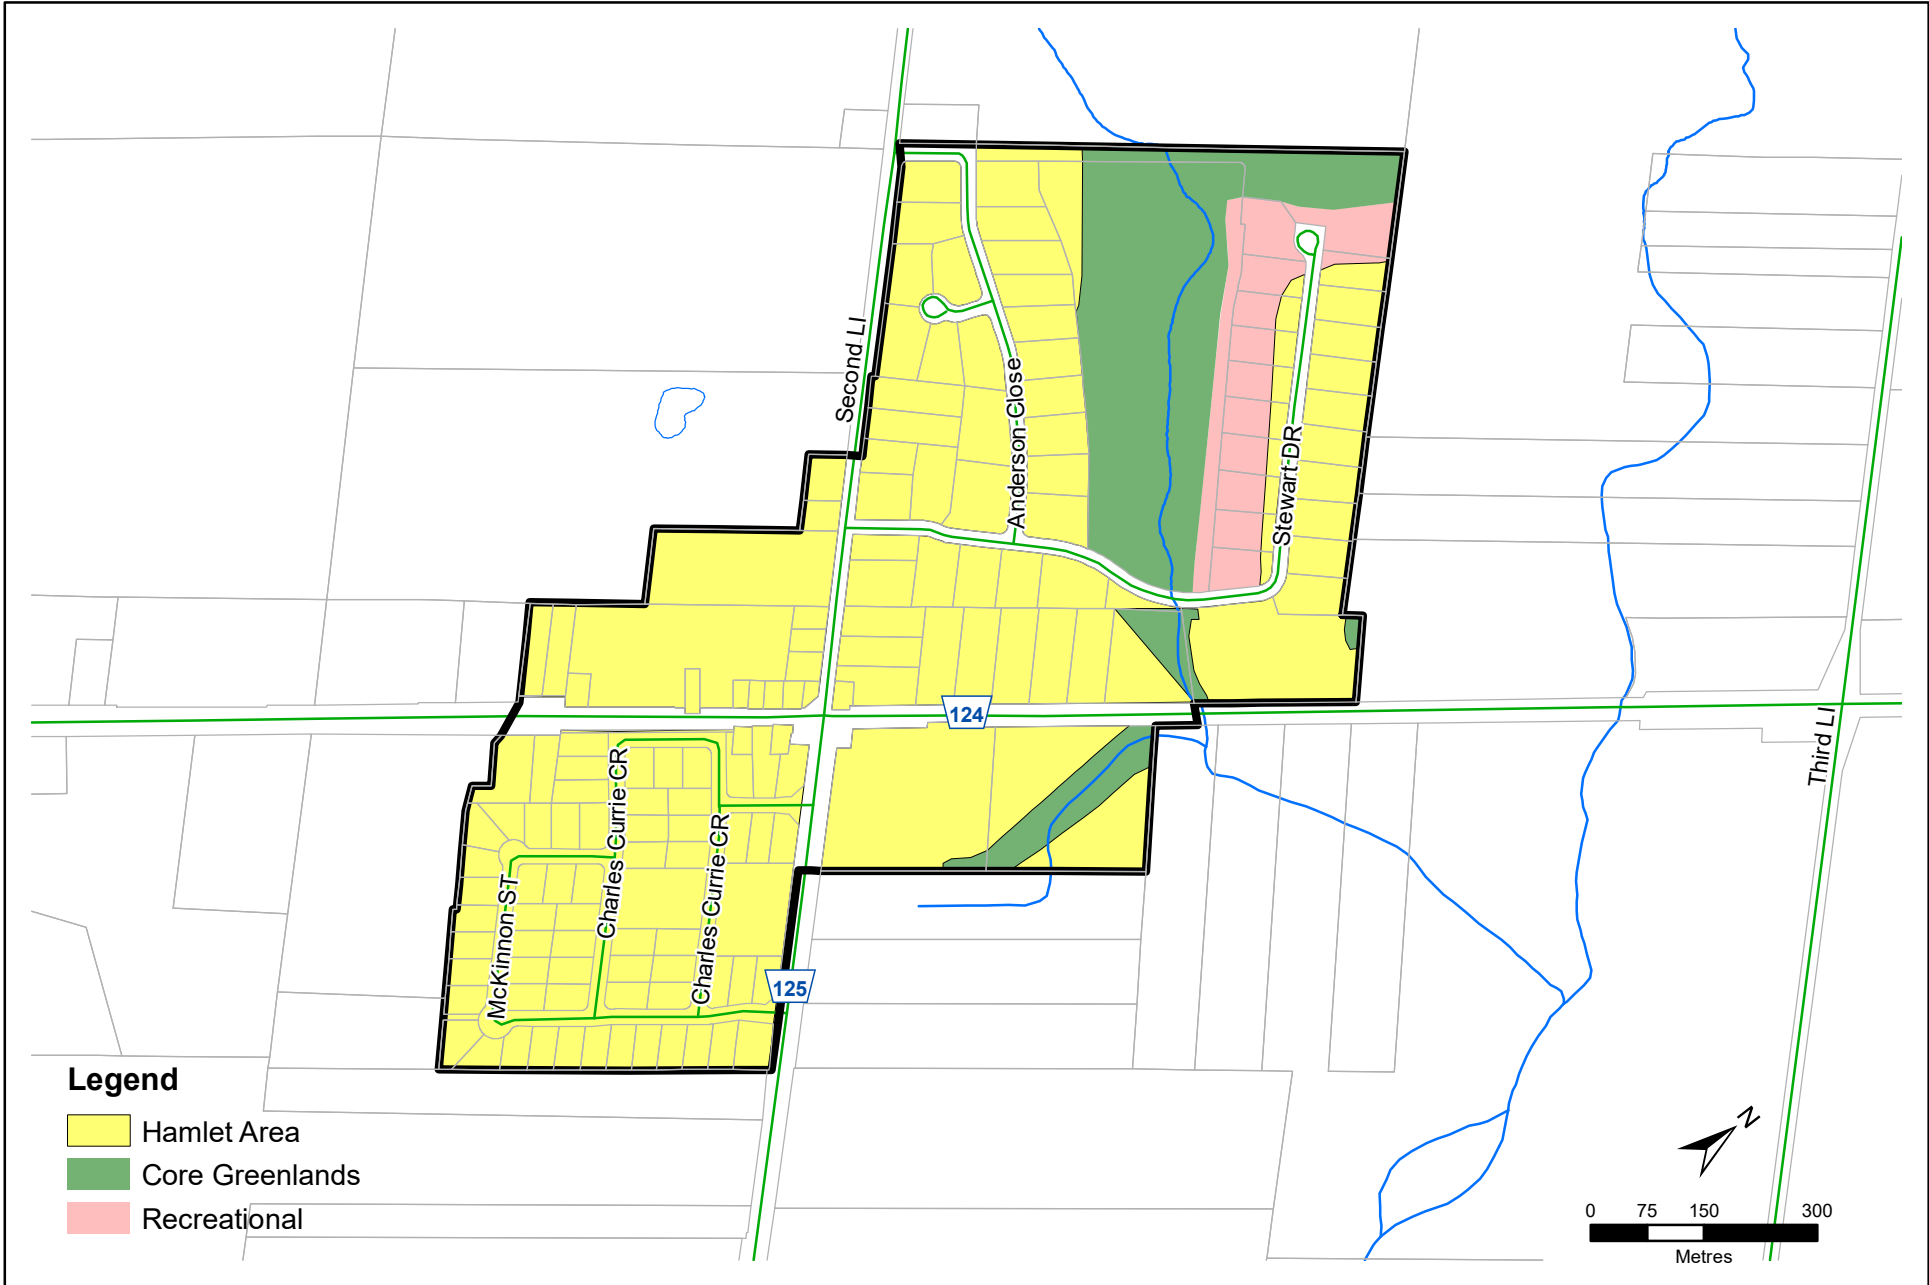 Second LI
Anderson Close
Stewart DR
124
Third LI
Charles Currie CR
Charles Currie CR
McKinnon ST
125
Legend
Hamlet Area
Core Greenlands
Recreational
N
0 75 150 300
Metres